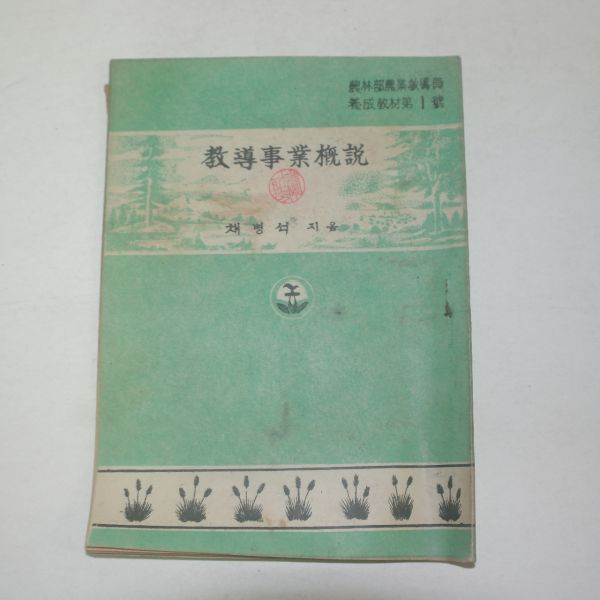 農林部農業敎導員
養成敎材第1號
敎導事業槪說
채병석 지음